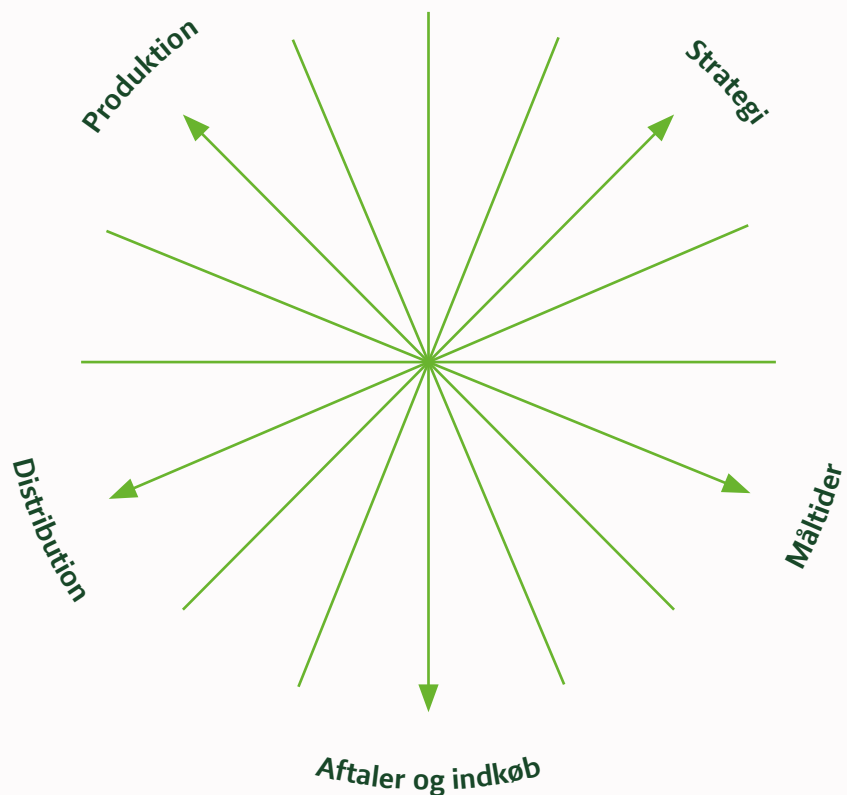 Produktion
Strategi
Distribution
Måltider
Aftaler og indkøb